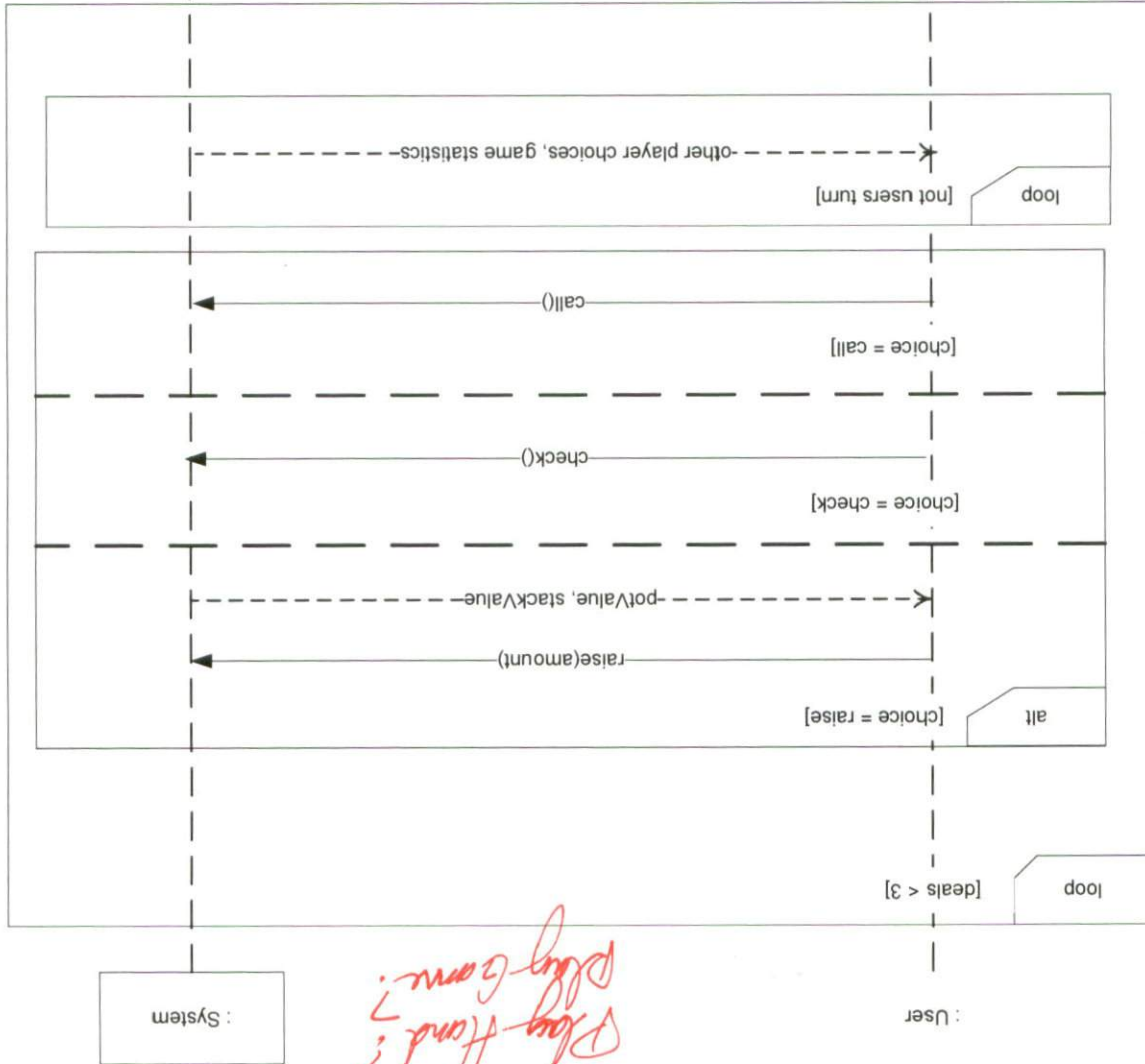 : User
: System
Play Hand?
Play Game?
loop
[deals < 3]
alt
[choice = raise]
raise(amount)
potValue, stackValue
[choice = check]
check()
[choice = call]
call()
loop
[not users turn]
other player choices, game statistics